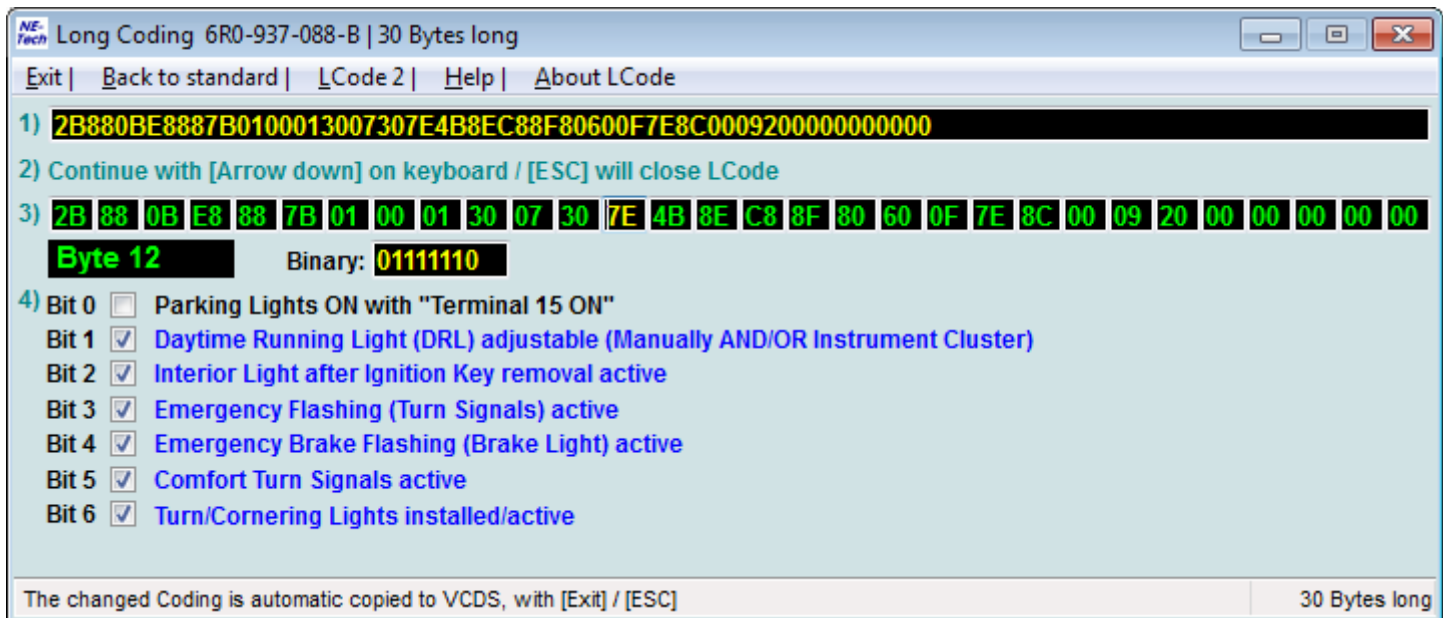 NE-Tech Long Coding 6R0-937-088-B | 30 Bytes long
Exit | Back to standard | LCode 2 | Help | About LCode
1) 2B880BE8887B0100013007307E4B8EC88F80600F7E8C0009200000000000
2) Continue with [Arrow down] on keyboard / [ESC] will close LCode
3) 2B 88 0B E8 88 7B 01 00 01 30 07 30 7E 4B 8E C8 8F 80 60 0F 7E 8C 00 09 20 00 00 00 00 00
Byte 12 Binary: 01111110
4) Bit 0 Parking Lights ON with "Terminal 15 ON"
Bit 1 Daytime Running Light (DRL) adjustable (Manually AND/OR Instrument Cluster)
Bit 2 Interior Light after Ignition Key removal active
Bit 3 Emergency Flashing (Turn Signals) active
Bit 4 Emergency Brake Flashing (Brake Light) active
Bit 5 Comfort Turn Signals active
Bit 6 Turn/Cornering Lights installed/active
The changed Coding is automatic copied to VCDS, with [Exit] / [ESC] 30 Bytes long